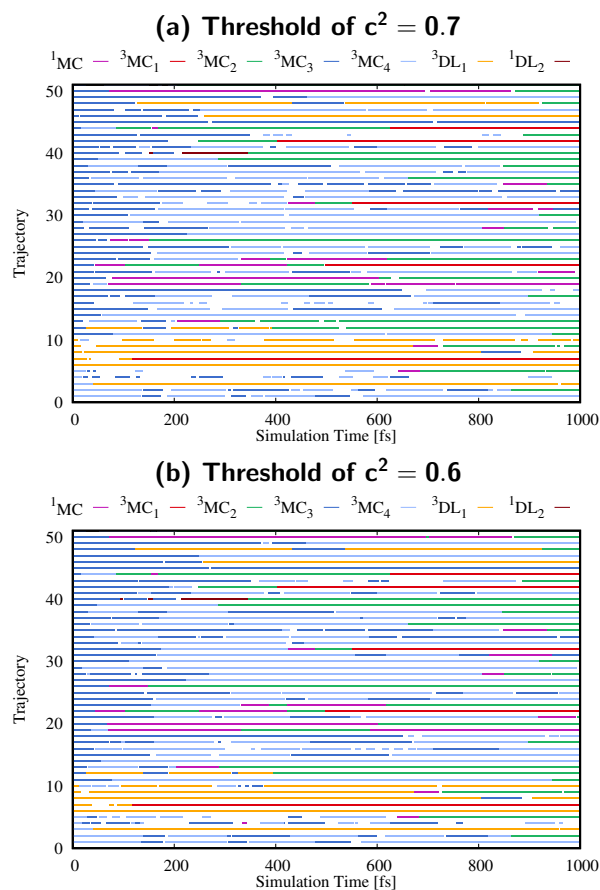 (a) Threshold of c² = 0.7
¹MC — ³MC₁ — ³MC₂ — ³MC₃ — ³MC₄ — ³DL₁ — ¹DL₂ —
50
40
30
20
10
0
Trajectory
0 200 400 600 800 1000
Simulation Time [fs]
(b) Threshold of c² = 0.6
¹MC — ³MC₁ — ³MC₂ — ³MC₃ — ³MC₄ — ³DL₁ — ¹DL₂ —
50
40
30
20
10
0
Trajectory
0 200 400 600 800 1000
Simulation Time [fs]